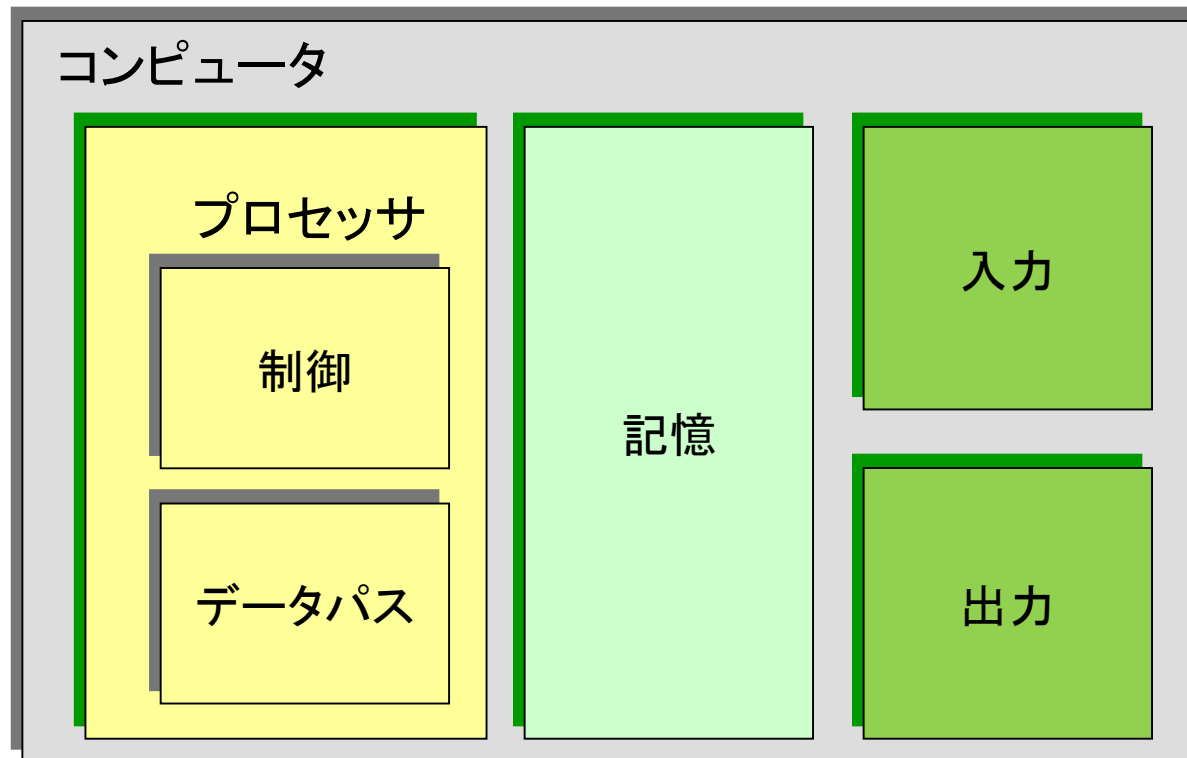 コンピュータ
プロセッサ
制御
データパス
記憶
入力
出力